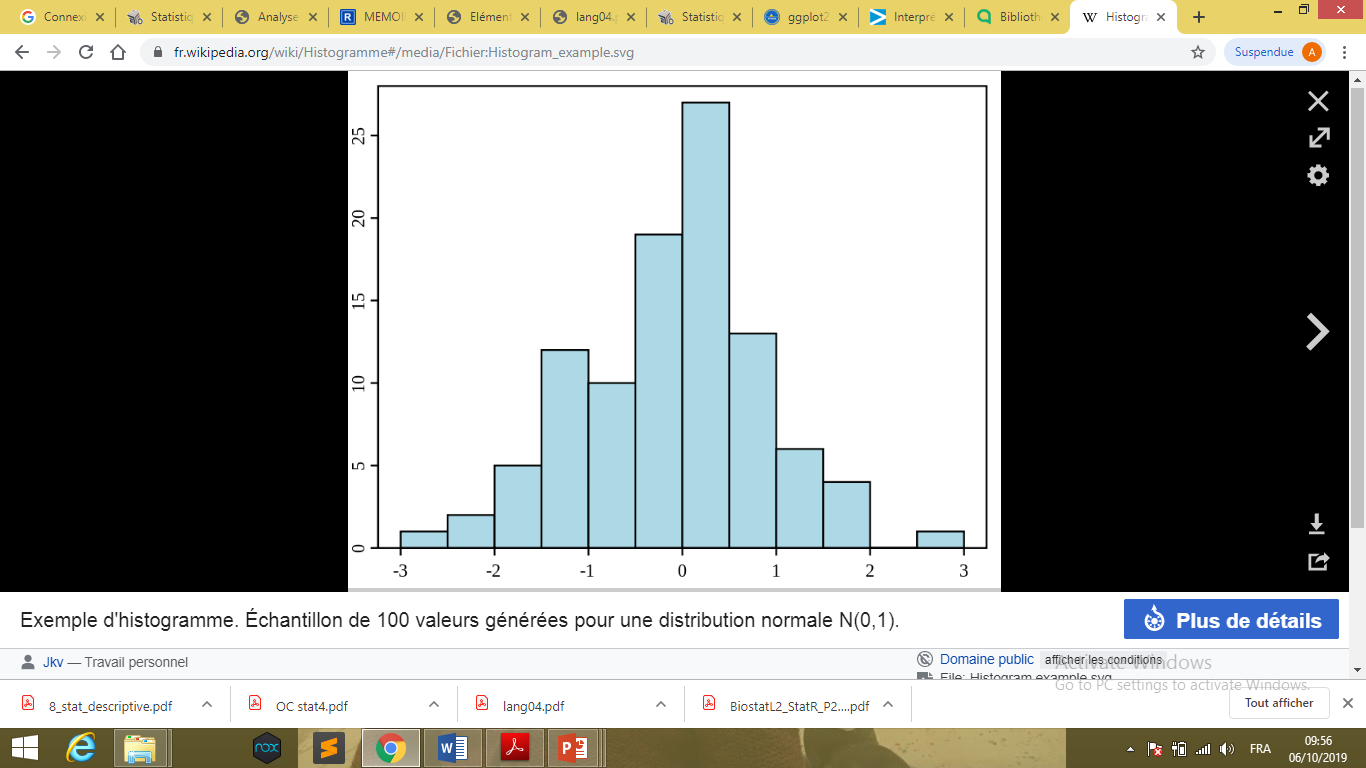 Connexi
Statistiq
Analyse
MEMOI
Elément
lang04.p
Statistiq
ggplot2
Interpré
Biblioth
Histogra
fr.wikipedia.org/wiki/Histogramme#/media/Fichier:Histogram_example.svg
Suspendue
A
25
20
15
10
5
0
-3 -2 -1 0 1 2 3
Exemple d'histogramme. Échantillon de 100 valeurs générées pour une distribution normale N(0,1).
Plus de détails
Jkv — Travail personnel
Domaine public afficher les conditions
File: Histogram example.svg
Activate Windows
Go to PC settings to activate Windows.
8_stat_descriptive.pdf
OC stat4.pdf
lang04.pdf
BiostatL2_StatR_P2....pdf
Tout afficher
nox
FRA
09:56
06/10/2019